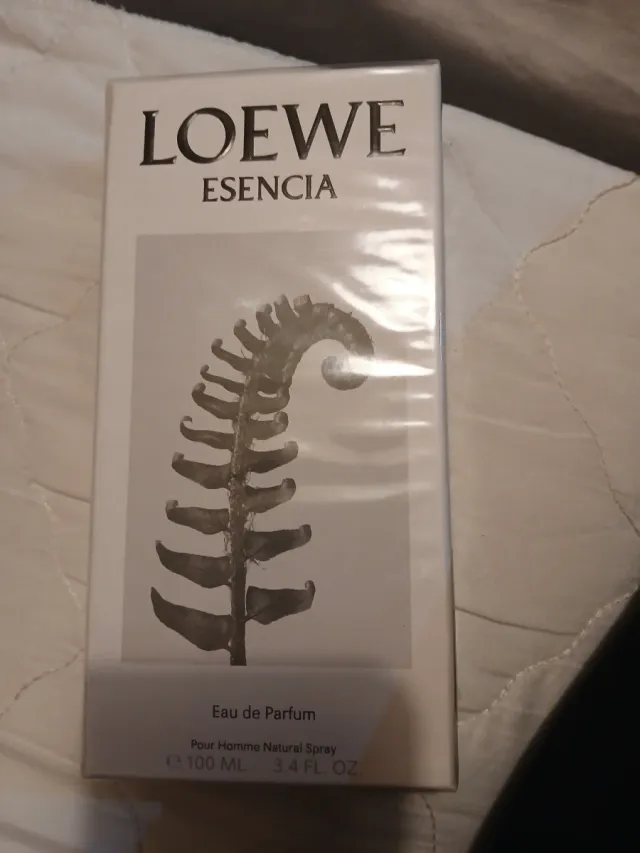 LOEWE
ESENCIA
Eau de Parfum
Pour Homme Natural Spray
℮ 100 ML 3.4 FL. OZ.